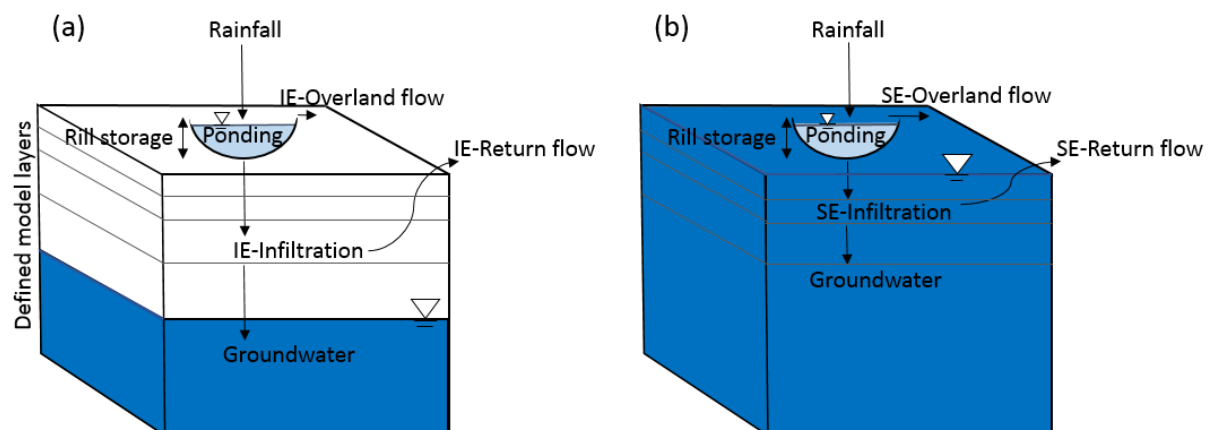 (a)
Rainfall
IE-Overland flow
Rill storage
Ponding
IE-Return flow
IE-Infiltration
Groundwater
Defined model layers
(b)
Rainfall
SE-Overland flow
Rill storage
Ponding
SE-Return flow
SE-Infiltration
Groundwater